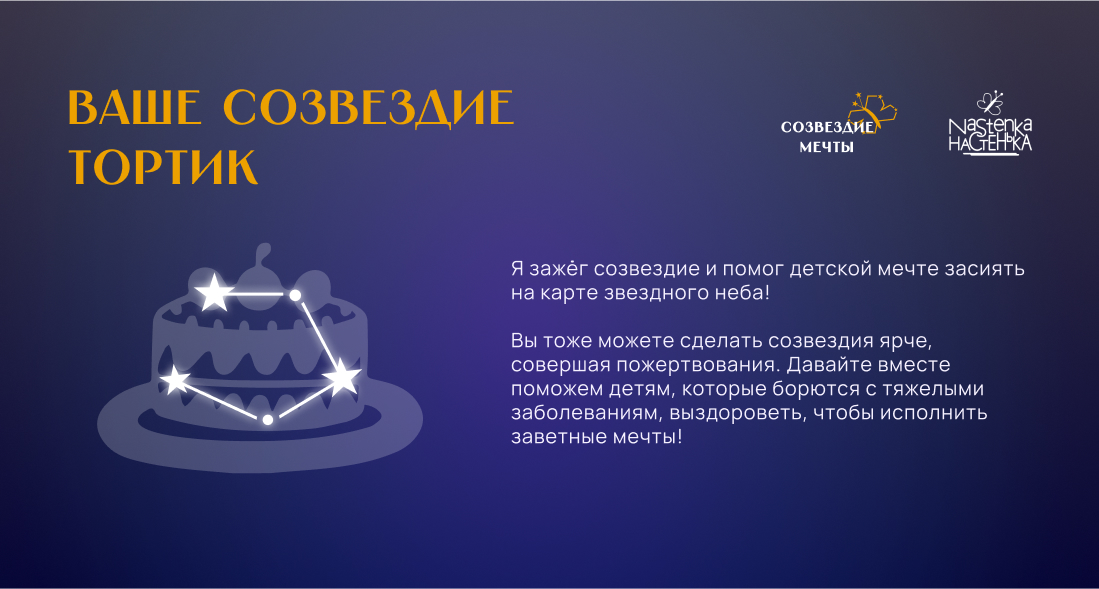 ВАШЕ СОЗВЕЗДИЕ
ТОРТИК
СОЗВЕЗДИЕ
МЕЧТЫ
Nastenka
НАСТЕНЬКА
Я зажёг созвездие и помог детской мечте засиять
на карте звездного неба!
Вы тоже можете сделать созвездия ярче,
совершая пожертвования. Давайте вместе
поможем детям, которые борются с тяжелыми
заболеваниям, выздороветь, чтобы исполнить
заветные мечты!